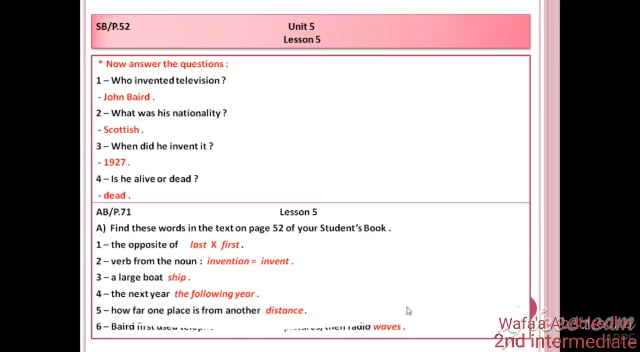 SB/P.52 Unit 5
Lesson 5
* Now answer the questions :
1 – Who invented television ?
- John Baird .
2 – What was his nationality ?
- Scottish .
3 – When did he invent it ?
- 1927 .
4 – Is he alive or dead ?
- dead .
AB/P.71 Lesson 5
A) Find these words in the text on page 52 of your Student's Book .
1 – the opposite of last X first .
2 – verb from the noun : invention = invent .
3 – a large boat ship .
4 – the next year the following year .
5 – how far one place is from another distance .
6 – Baird first used then radio waves .
2nd intermediate